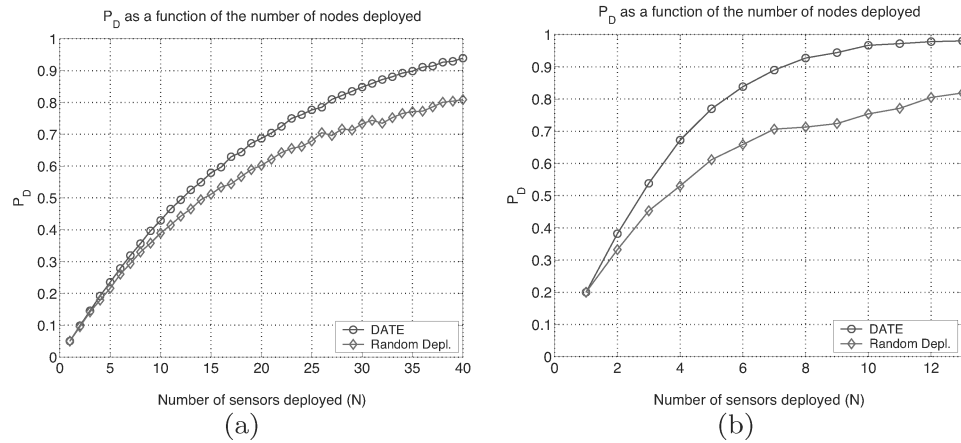 P_D as a function of the number of nodes deployed
1
0.9
0.8
0.7
0.6
0.5
0.4
0.3
0.2
0.1
0
P_D
0 5 10 15 20 25 30 35 40
DATE
Random Depl.
Number of sensors deployed (N)
(a)
P_D as a function of the number of nodes deployed
1
0.9
0.8
0.7
0.6
0.5
0.4
0.3
0.2
0.1
0
P_D
0 2 4 6 8 10 12
DATE
Random Depl.
Number of sensors deployed (N)
(b)